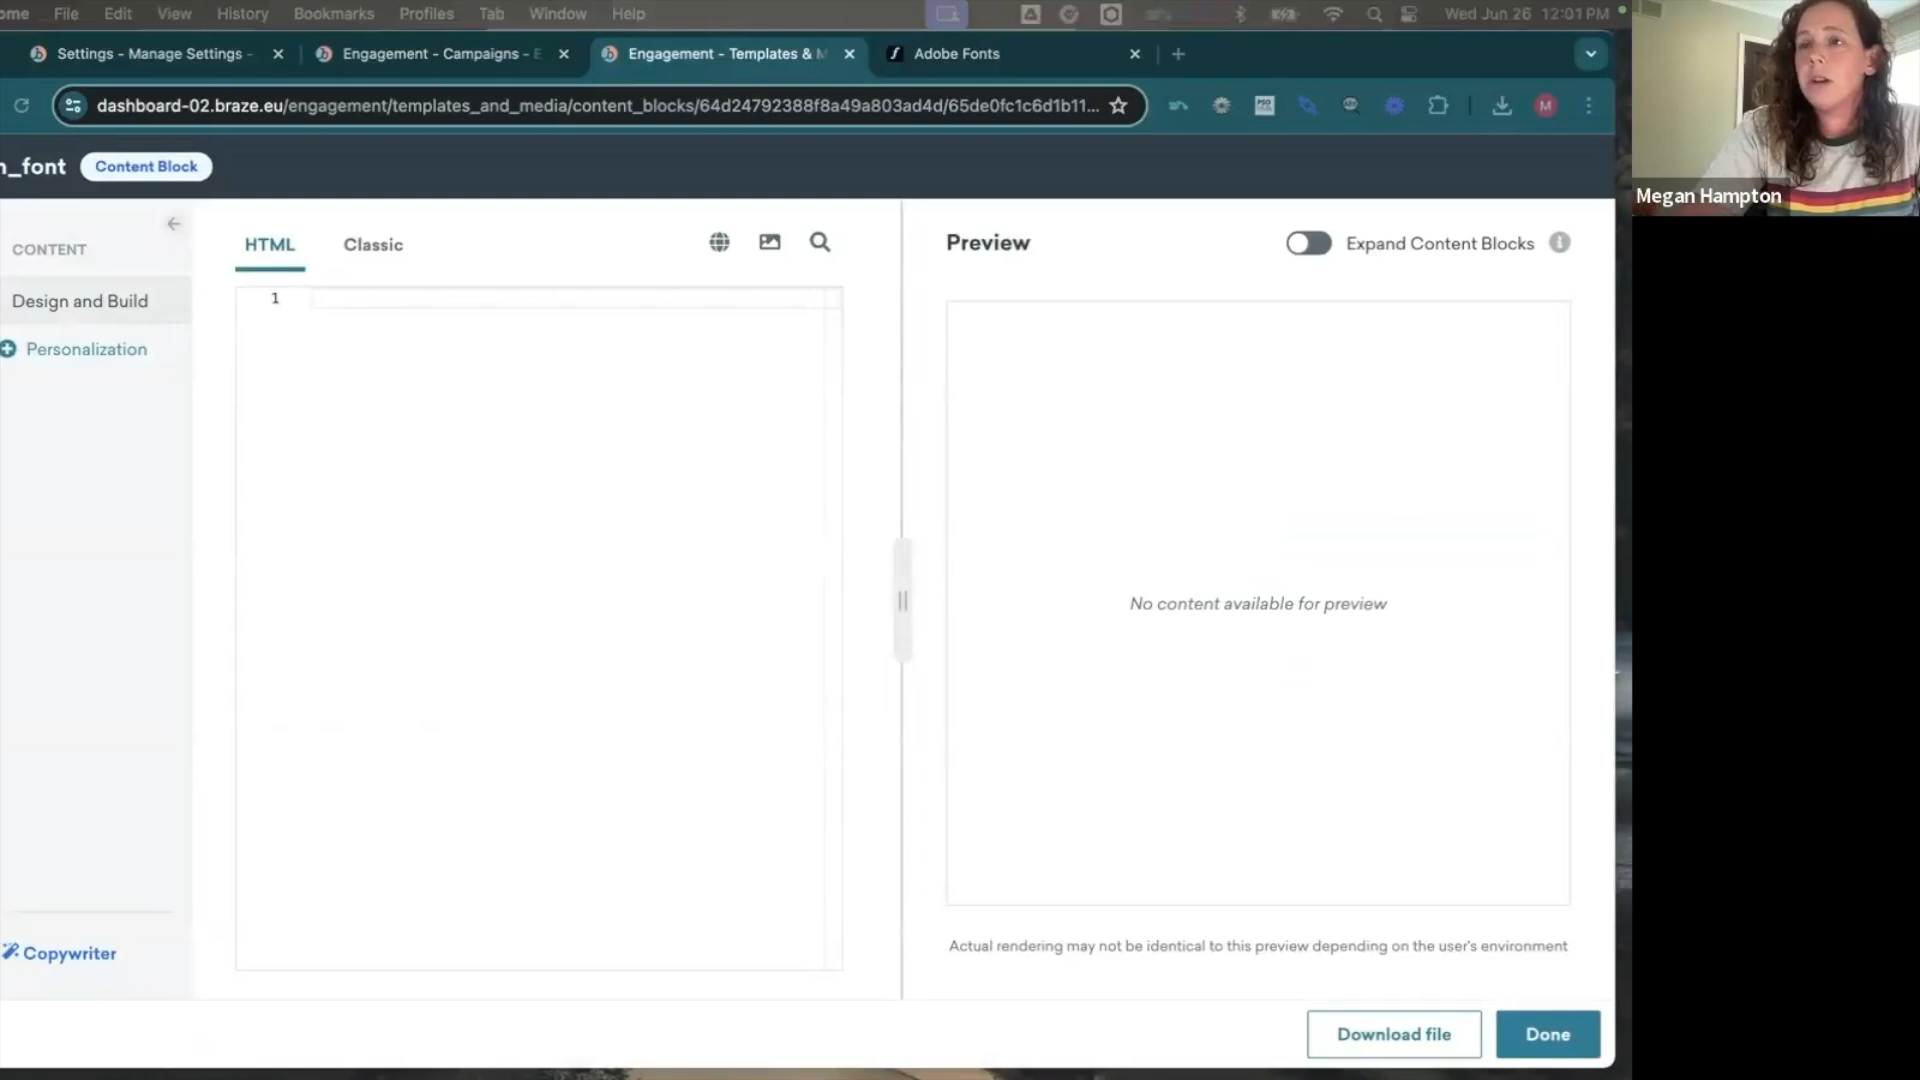 ome File Edit View History Bookmarks Profiles Tab Window Help Wed Jun 26 12:01 PM
Settings - Manage Settings - Engagement - Campaigns - E Engagement - Templates & M Adobe Fonts
dashboard-02.braze.eu/engagement/templates_and_media/content_blocks/64d24792388f8a49a803ad4d/65de0fc1c6d1b11... M
n_font Content Block
Megan Hampton
CONTENT
Design and Build
Personalization
Copywriter
HTML Classic
1
Preview Expand Content Blocks
No content available for preview
Actual rendering may not be identical to this preview depending on the user's environment
Download file Done